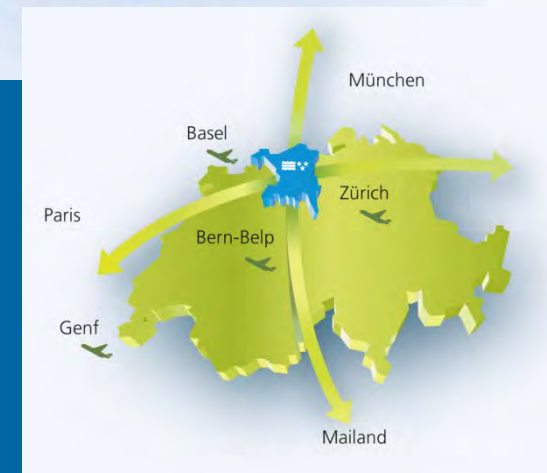 München
Basel
Zürich
Paris
Bern-Belp
Genf
Mailand